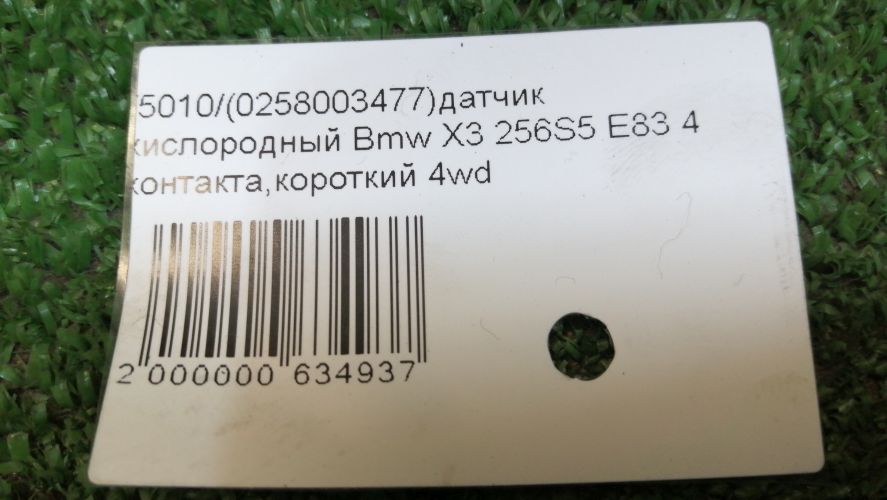 5010/(0258003477)датчик
кислородный Bmw X3 256S5 E83 4
контакта,короткий 4wd
2 000000 634937